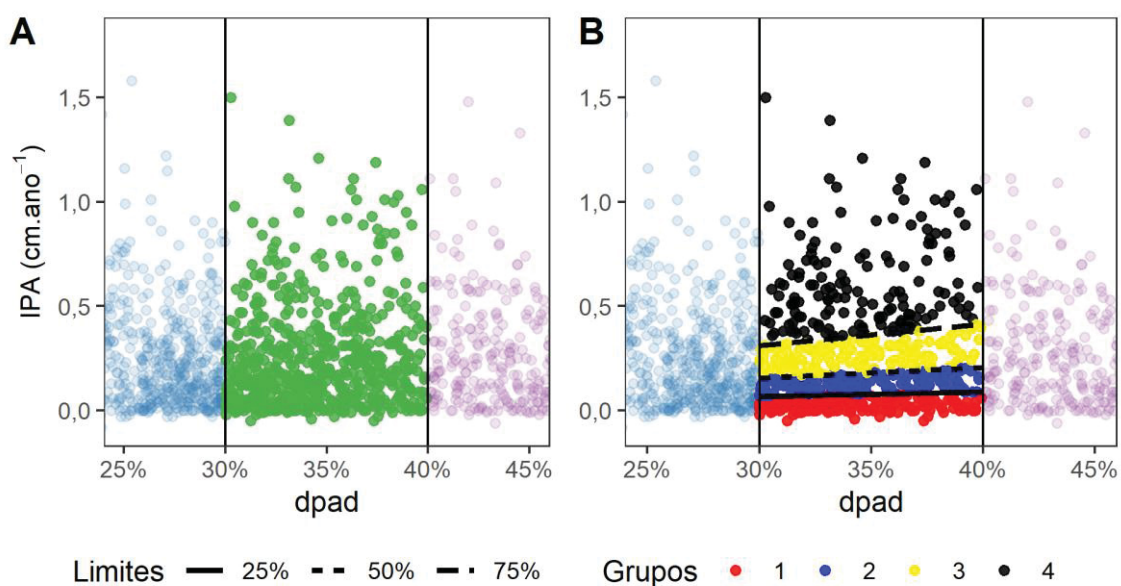 A
B
IPA (cm.ano⁻¹)
1,5
1,0
0,5
0,0
25% 30% 35% 40% 45%
dpad
1,5
1,0
0,5
0,0
25% 30% 35% 40% 45%
dpad
Limites 25% 50% 75%
Grupos 1 2 3 4